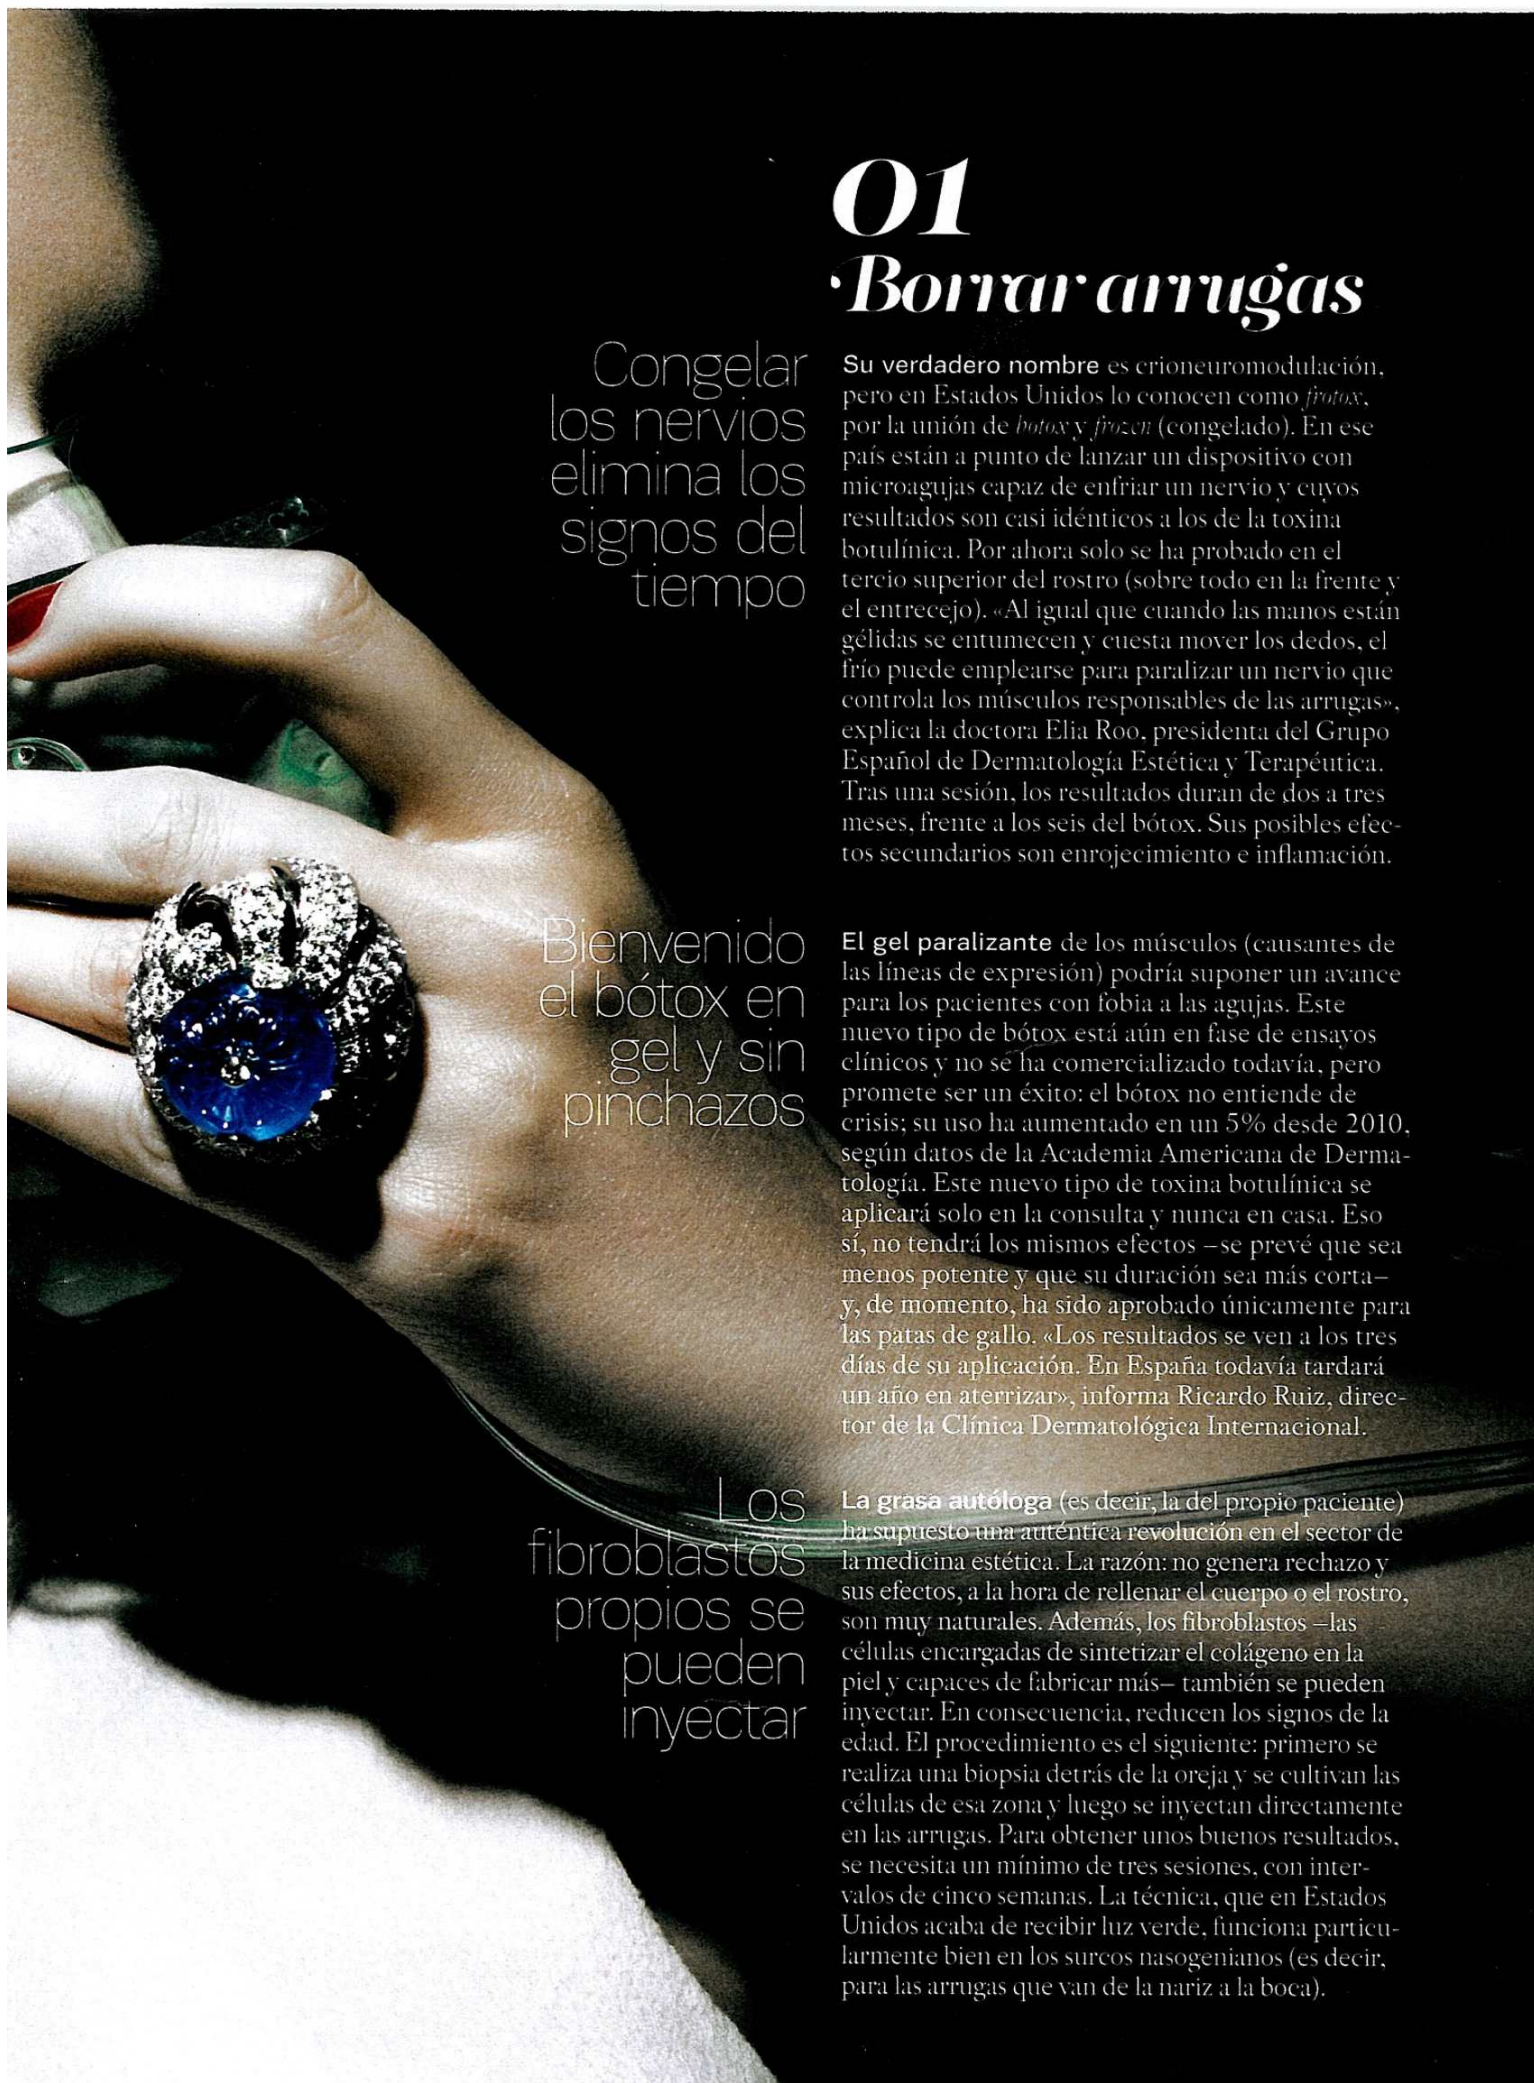 01
Borrar arrugas
Congelar
los nervios
elimina los
signos del
tiempo
Su verdadero nombre es crioneuromodulación,
pero en Estados Unidos lo conocen como frotox,
por la unión de botox y frozen (congelado). En ese
país están a punto de lanzar un dispositivo con
microagujas capaz de enfriar un nervio y cuyos
resultados son casi idénticos a los de la toxina
botulínica. Por ahora solo se ha probado en el
tercio superior del rostro (sobre todo en la frente y
el entrecejo). «Al igual que cuando las manos están
gélidas se entumecen y cuesta mover los dedos, el
frío puede emplearse para paralizar un nervio que
controla los músculos responsables de las arrugas»,
explica la doctora Elia Roo, presidenta del Grupo
Español de Dermatología Estética y Terapéutica.
Tras una sesión, los resultados duran de dos a tres
meses, frente a los seis del bótox. Sus posibles efec-
tos secundarios son enrojecimiento e inflamación.
Bienvenido
el bótox en
gel y sin
pinchazos
El gel paralizante de los músculos (causantes de
las líneas de expresión) podría suponer un avance
para los pacientes con fobia a las agujas. Este
nuevo tipo de bótox está aún en fase de ensayos
clínicos y no se ha comercializado todavía, pero
promete ser un éxito: el bótox no entiende de
crisis; su uso ha aumentado en un 5% desde 2010,
según datos de la Academia Americana de Derma-
tología. Este nuevo tipo de toxina botulínica se
aplicará solo en la consulta y nunca en casa. Eso
sí, no tendrá los mismos efectos –se prevé que sea
menos potente y que su duración sea más corta–
y, de momento, ha sido aprobado únicamente para
las patas de gallo. «Los resultados se ven a los tres
días de su aplicación. En España todavía tardará
un año en aterrizar», informa Ricardo Ruiz, direc-
tor de la Clínica Dermatológica Internacional.
Los
fibroblastos
propios se
pueden
inyectar
La grasa autóloga (es decir, la del propio paciente)
ha supuesto una auténtica revolución en el sector de
la medicina estética. La razón: no genera rechazo y
sus efectos, a la hora de rellenar el cuerpo o el rostro,
son muy naturales. Además, los fibroblastos –las
células encargadas de sintetizar el colágeno en la
piel y capaces de fabricar más– también se pueden
inyectar. En consecuencia, reducen los signos de la
edad. El procedimiento es el siguiente: primero se
realiza una biopsia detrás de la oreja y se cultivan las
células de esa zona y luego se inyectan directamente
en las arrugas. Para obtener unos buenos resultados,
se necesita un mínimo de tres sesiones, con inter-
valos de cinco semanas. La técnica, que en Estados
Unidos acaba de recibir luz verde, funciona particu-
larmente bien en los surcos nasogenianos (es decir,
para las arrugas que van de la nariz a la boca).